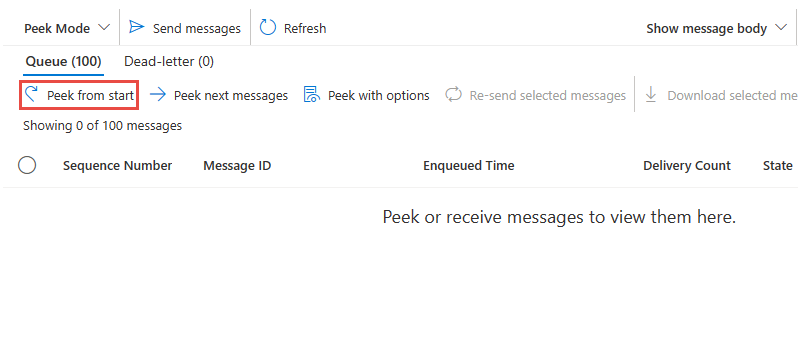 Peek Mode Send messages Refresh Show message body
Queue (100) Dead-letter (0)
Peek from start Peek next messages Peek with options Re-send selected messages Download selected me
Showing 0 of 100 messages
Sequence Number Message ID Enqueued Time Delivery Count State
Peek or receive messages to view them here.